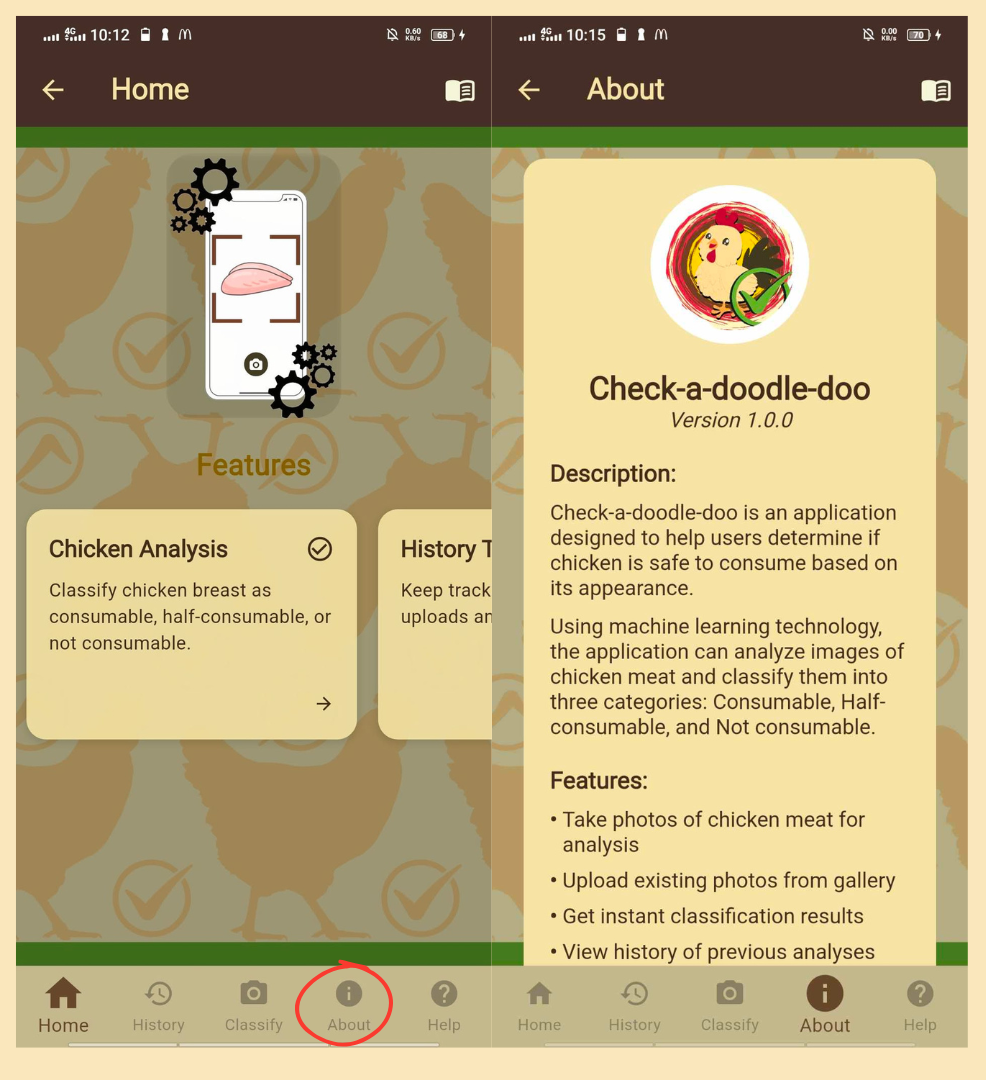 4G 10:12 0.60 KB/s 68
Home
Features
Chicken Analysis
Classify chicken breast as
consumable, half-consumable, or
not consumable.
History T
Keep track
uploads an
Home History Classify About Help
4G 10:15 0.00 KB/s 70
About
Check-a-doodle-doo
Version 1.0.0
Description:
Check-a-doodle-doo is an application
designed to help users determine if
chicken is safe to consume based on
its appearance.
Using machine learning technology,
the application can analyze images of
chicken meat and classify them into
three categories: Consumable, Half-
consumable, and Not consumable.
Features:
• Take photos of chicken meat for
analysis
• Upload existing photos from gallery
• Get instant classification results
• View history of previous analyses
Home History Classify About Help